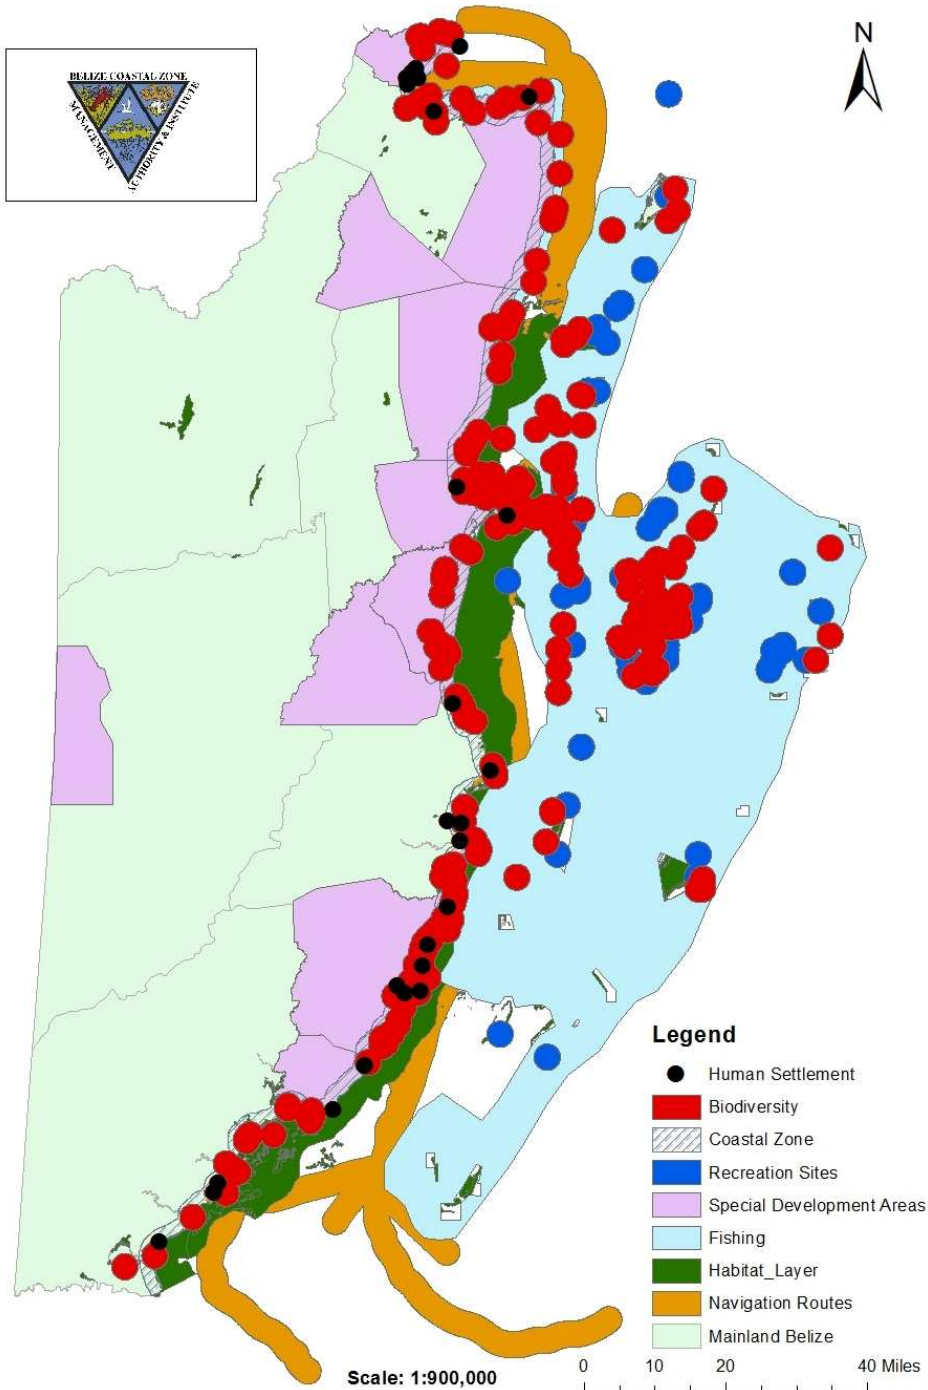 BELIZE COASTAL ZONE
MANAGEMENT
AUTHORITY & INSTITUTE
N
Legend
Human Settlement
Biodiversity
Coastal Zone
Recreation Sites
Special Development Areas
Fishing
Habitat_Layer
Navigation Routes
Mainland Belize
Scale: 1:900,000
0 10 20 40 Miles